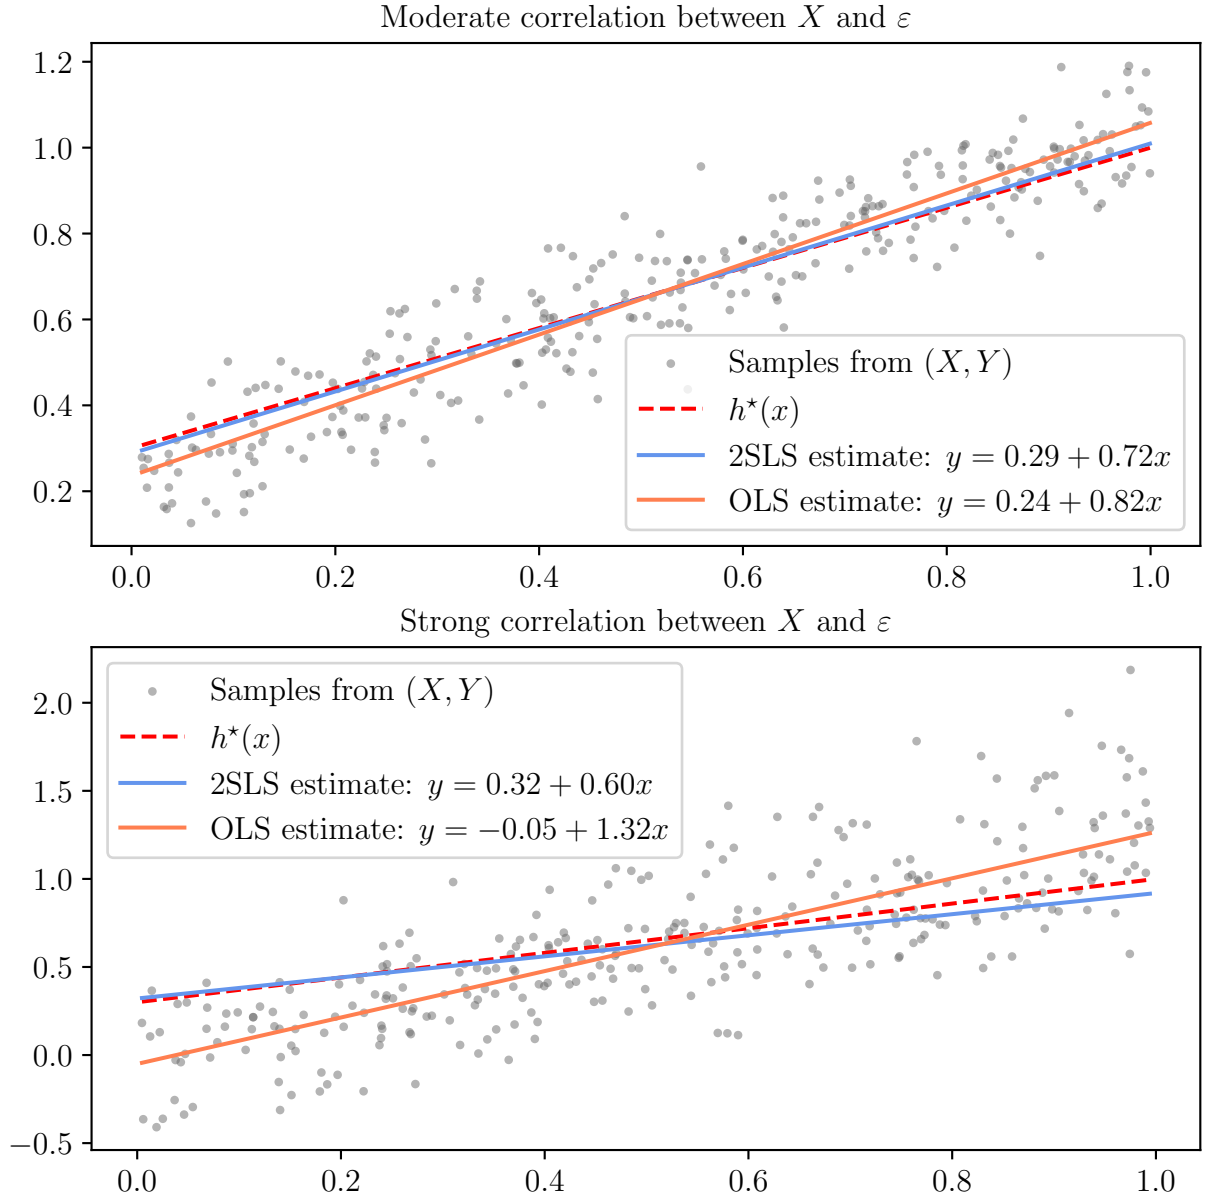 Moderate correlation between X and ε
1.2
1.0
0.8
0.6
0.4
0.2
Samples from (X, Y)
h⋆(x)
2SLS estimate: y = 0.29 + 0.72x
OLS estimate: y = 0.24 + 0.82x
0.0 0.2 0.4 0.6 0.8 1.0
Strong correlation between X and ε
2.0
1.5
1.0
0.5
0.0
−0.5
Samples from (X, Y)
h⋆(x)
2SLS estimate: y = 0.32 + 0.60x
OLS estimate: y = −0.05 + 1.32x
0.0 0.2 0.4 0.6 0.8 1.0